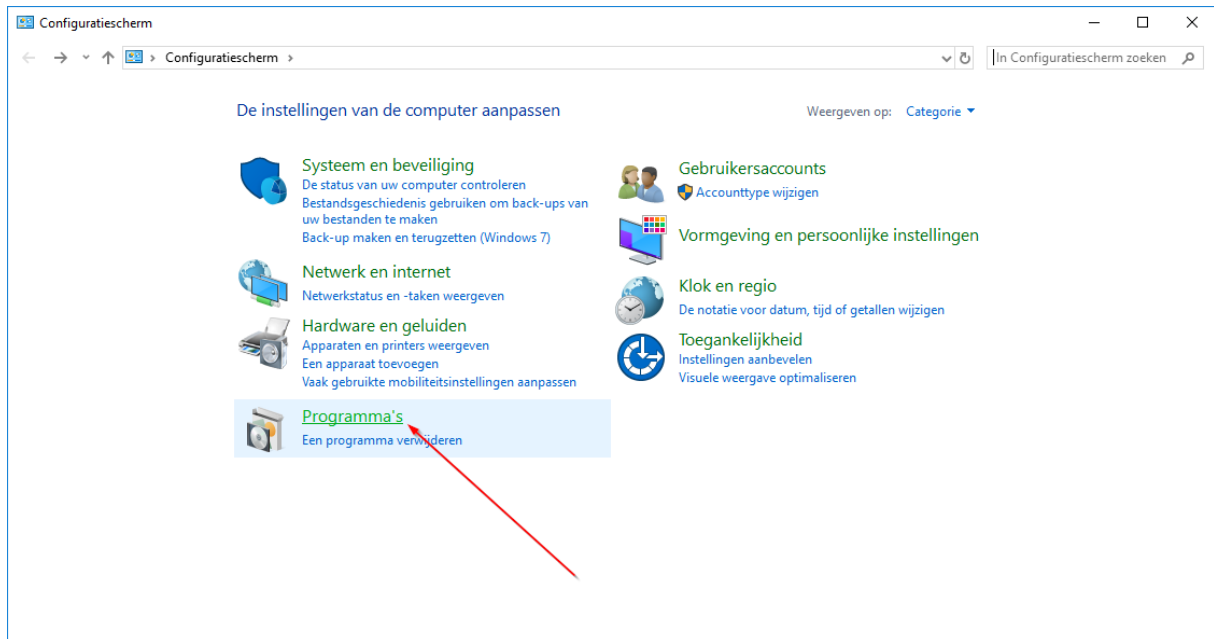 Configuratiescherm
Configuratiescherm
In Configuratiescherm zoeken
De instellingen van de computer aanpassen
Weergeven op: Categorie
Systeem en beveiliging
De status van uw computer controleren
Bestandsgeschiedenis gebruiken om back-ups van
uw bestanden te maken
Back-up maken en terugzetten (Windows 7)
Netwerk en internet
Netwerkstatus en -taken weergeven
Hardware en geluiden
Apparaten en printers weergeven
Een apparaat toevoegen
Vaak gebruikte mobiliteitsinstellingen aanpassen
Programma's
Een programma verwijderen
Gebruikersaccounts
Accounttype wijzigen
Vormgeving en persoonlijke instellingen
Klok en regio
De notatie voor datum, tijd of getallen wijzigen
Toegankelijkheid
Instellingen aanbevelen
Visuele weergave optimaliseren